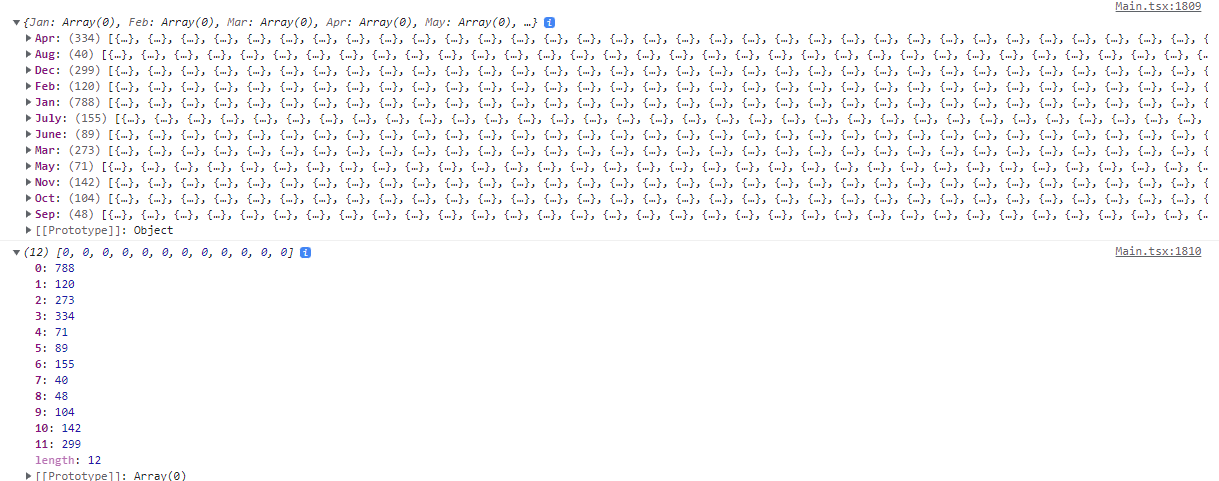 Main.tsx:1809
{Jan: Array(0), Feb: Array(0), Mar: Array(0), Apr: Array(0), May: Array(0), …} i
Apr: (334) [{…}, {…}, {…}, {…}, {…}, {…}, {…}, {…}, {…}, {…}, {…}, {…}, {…}, {…}, {…}, {…}, {…}, {…}, {…}, {…}, {…}, {…}, {…}, {…}, {…}, {…}, {…}, {…}, {…}, {…}, {
Aug: (40) [{…}, {…}, {…}, {…}, {…}, {…}, {…}, {…}, {…}, {…}, {…}, {…}, {…}, {…}, {…}, {…}, {…}, {…}, {…}, {…}, {…}, {…}, {…}, {…}, {…}, {…}, {…}, {…}, {…}, {…}, {…
Dec: (299) [{…}, {…}, {…}, {…}, {…}, {…}, {…}, {…}, {…}, {…}, {…}, {…}, {…}, {…}, {…}, {…}, {…}, {…}, {…}, {…}, {…}, {…}, {…}, {…}, {…}, {…}, {…}, {…}, {…}, {…}, {
Feb: (120) [{…}, {…}, {…}, {…}, {…}, {…}, {…}, {…}, {…}, {…}, {…}, {…}, {…}, {…}, {…}, {…}, {…}, {…}, {…}, {…}, {…}, {…}, {…}, {…}, {…}, {…}, {…}, {…}, {…}, {…}, {
Jan: (788) [{…}, {…}, {…}, {…}, {…}, {…}, {…}, {…}, {…}, {…}, {…}, {…}, {…}, {…}, {…}, {…}, {…}, {…}, {…}, {…}, {…}, {…}, {…}, {…}, {…}, {…}, {…}, {…}, {…}, {…}, {
July: (155) [{…}, {…}, {…}, {…}, {…}, {…}, {…}, {…}, {…}, {…}, {…}, {…}, {…}, {…}, {…}, {…}, {…}, {…}, {…}, {…}, {…}, {…}, {…}, {…}, {…}, {…}, {…}, {…}, {…}, {…},
June: (89) [{…}, {…}, {…}, {…}, {…}, {…}, {…}, {…}, {…}, {…}, {…}, {…}, {…}, {…}, {…}, {…}, {…}, {…}, {…}, {…}, {…}, {…}, {…}, {…}, {…}, {…}, {…}, {…}, {…}, {…}, {
Mar: (273) [{…}, {…}, {…}, {…}, {…}, {…}, {…}, {…}, {…}, {…}, {…}, {…}, {…}, {…}, {…}, {…}, {…}, {…}, {…}, {…}, {…}, {…}, {…}, {…}, {…}, {…}, {…}, {…}, {…}, {…}, {
May: (71) [{…}, {…}, {…}, {…}, {…}, {…}, {…}, {…}, {…}, {…}, {…}, {…}, {…}, {…}, {…}, {…}, {…}, {…}, {…}, {…}, {…}, {…}, {…}, {…}, {…}, {…}, {…}, {…}, {…}, {…}, {…
Nov: (142) [{…}, {…}, {…}, {…}, {…}, {…}, {…}, {…}, {…}, {…}, {…}, {…}, {…}, {…}, {…}, {…}, {…}, {…}, {…}, {…}, {…}, {…}, {…}, {…}, {…}, {…}, {…}, {…}, {…}, {…}, {
Oct: (104) [{…}, {…}, {…}, {…}, {…}, {…}, {…}, {…}, {…}, {…}, {…}, {…}, {…}, {…}, {…}, {…}, {…}, {…}, {…}, {…}, {…}, {…}, {…}, {…}, {…}, {…}, {…}, {…}, {…}, {…}, {
Sep: (48) [{…}, {…}, {…}, {…}, {…}, {…}, {…}, {…}, {…}, {…}, {…}, {…}, {…}, {…}, {…}, {…}, {…}, {…}, {…}, {…}, {…}, {…}, {…}, {…}, {…}, {…}, {…}, {…}, {…}, {…}, {…
[[Prototype]]: Object
(12) [0, 0, 0, 0, 0, 0, 0, 0, 0, 0, 0, 0] i Main.tsx:1810
0: 788
1: 120
2: 273
3: 334
4: 71
5: 89
6: 155
7: 40
8: 48
9: 104
10: 142
11: 299
length: 12
[[Prototype]]: Array(0)